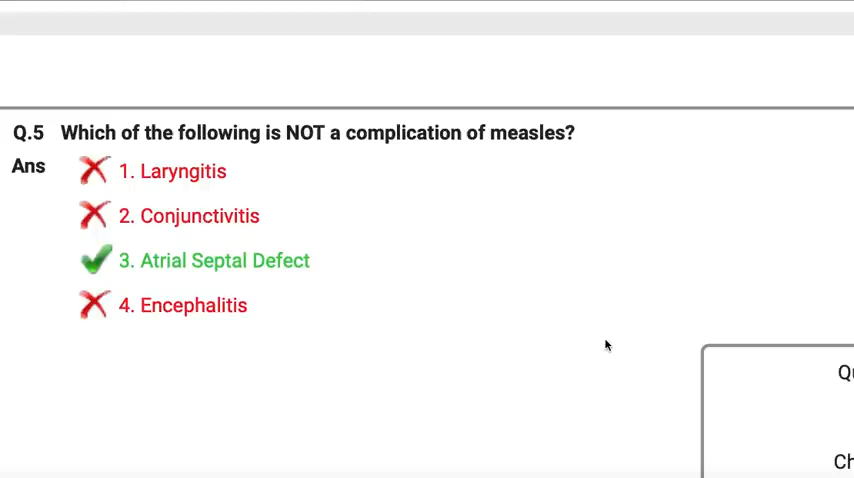 Q.5 Which of the following is NOT a complication of measles?
Ans
1. Laryngitis
2. Conjunctivitis
3. Atrial Septal Defect
4. Encephalitis